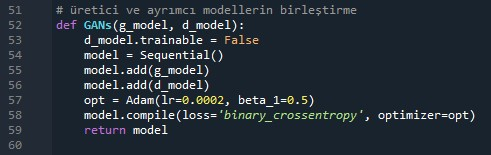 51 # üretici ve ayrımcı modellerin birleştirme
52 def GANs(g_model, d_model):
53 d_model.trainable = False
54 model = Sequential()
55 model.add(g_model)
56 model.add(d_model)
57 opt = Adam(lr=0.0002, beta_1=0.5)
58 model.compile(loss='binary_crossentropy', optimizer=opt)
59 return model
60